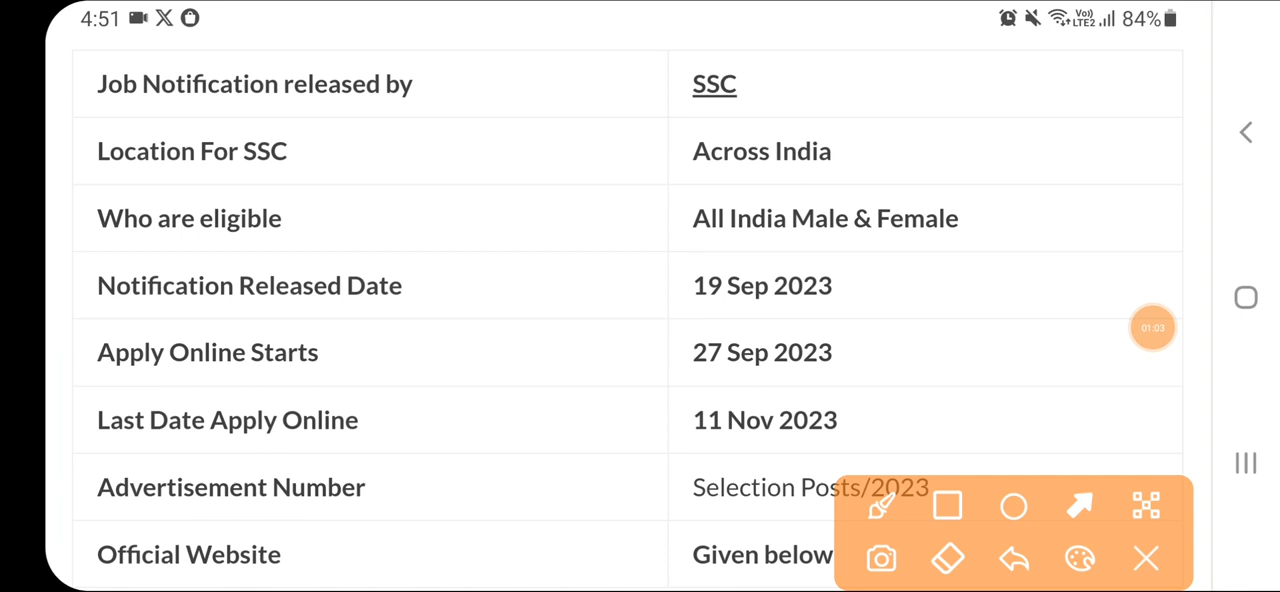 4:51
Vo)) LTE2 84%
Job Notification released by SSC
Location For SSC Across India
Who are eligible All India Male & Female
Notification Released Date 19 Sep 2023
01:03
Apply Online Starts 27 Sep 2023
Last Date Apply Online 11 Nov 2023
Advertisement Number Selection Posts/2023
Official Website Given below